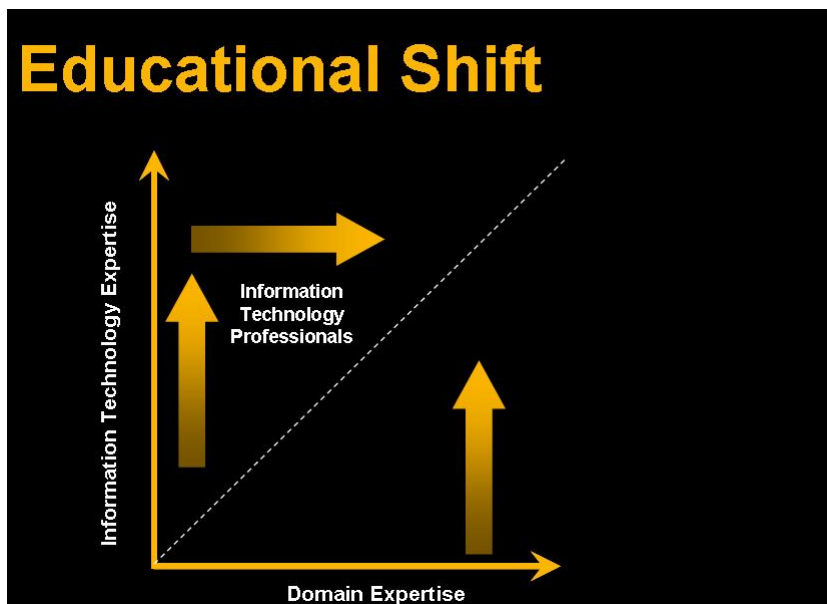 Educational Shift
Information Technology Expertise
Information
Technology
Professionals
Domain Expertise